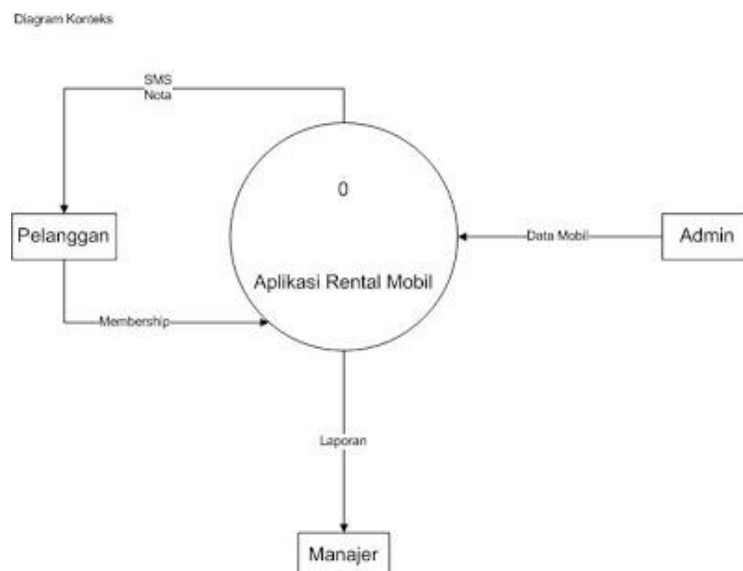 Diagram Konteks
SMS
Nota
0
Pelanggan
Data Mobil
Admin
Aplikasi Rental Mobil
Membership
Laporan
Manajer